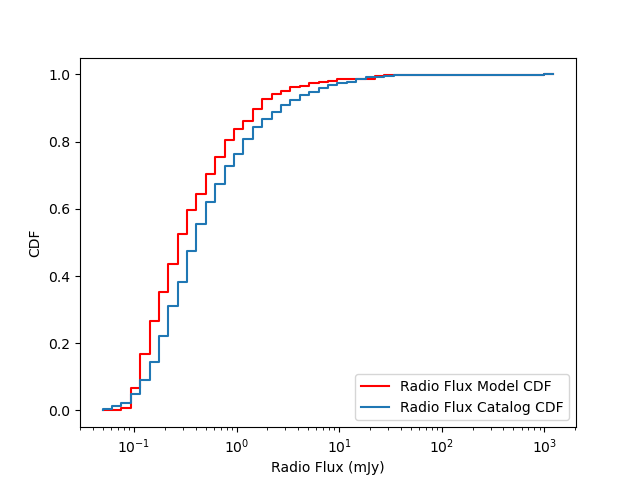 1.0
0.8
0.6
0.4
0.2
0.0
CDF
10⁻¹ 10⁰ 10¹ 10² 10³
Radio Flux (mJy)
Radio Flux Model CDF
Radio Flux Catalog CDF